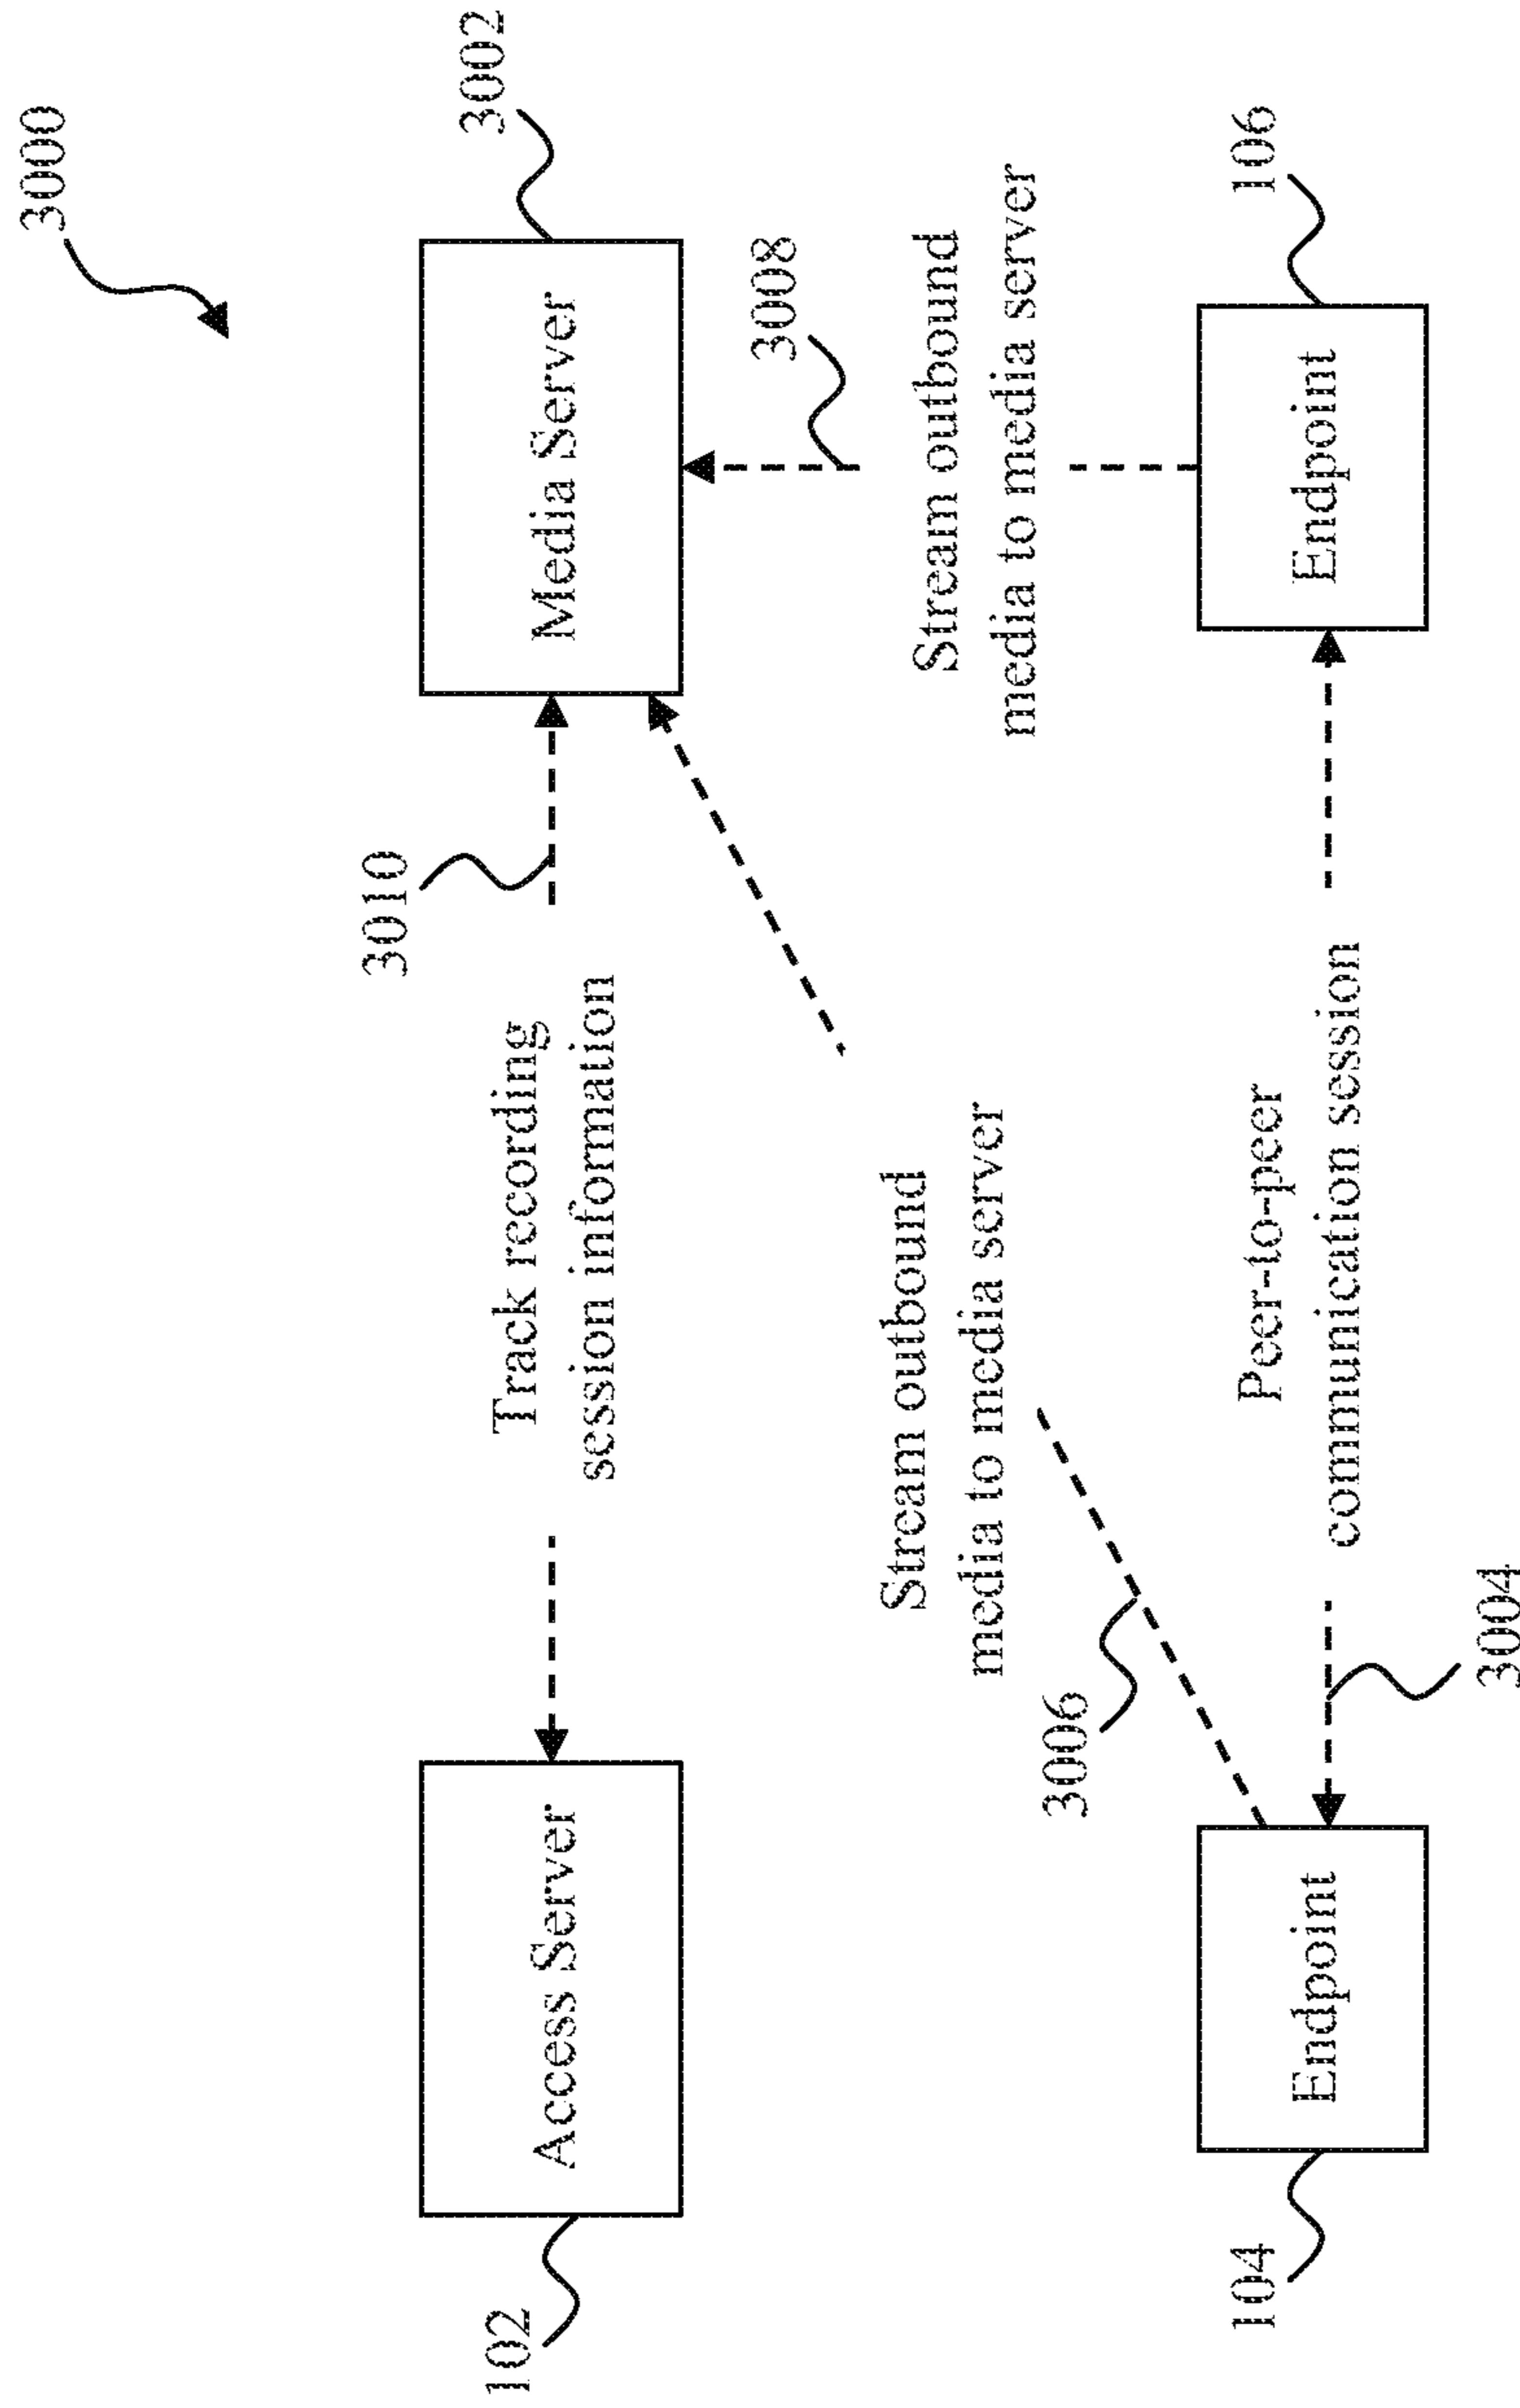 3000
102
Access Server
Track recording
session information
3010
Media Server
3002
Stream outbound
media to media server
3006
Stream outbound
media to media server
3008
104
Endpoint
Peer-to-peer
communication session
3004
Endpoint
106